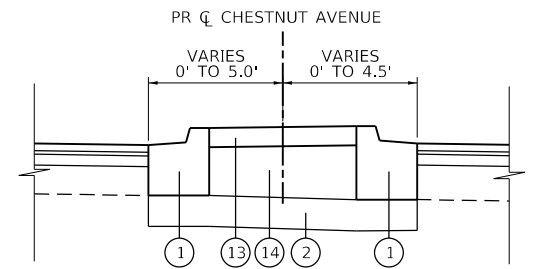 PR ℄ CHESTNUT AVENUE
VARIES
0' TO 5.0'
VARIES
0' TO 4.5'
1 13 14 2 1